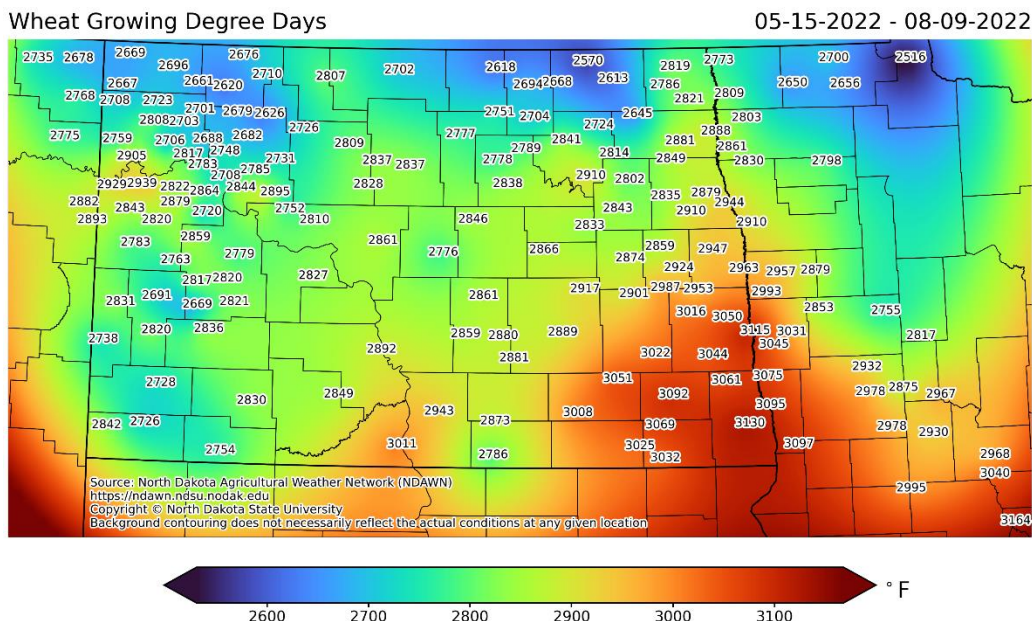 Wheat Growing Degree Days 05-15-2022 - 08-09-2022
2735 2678 2669 2696 2676 2710 2807 2702 2618 2570 2819 2773 2700 2516
2667 2661 2620 2694 2668 2613 2786 2650 2656
2768 2708 2723 2821 2809
2701 2679 2626 2751 2704 2645 2803
2808 2703 2726 2777 2724 2888
2775 2759 2706 2688 2682 2809 2789 2841 2881 2861
2905 2817 2748 2731 2837 2837 2778 2814 2849 2830 2798
2783 2785
2708 2910 2802
2929 2939 2822 2864 2844 2895 2828 2838 2835 2879
2882 2843 2879 2720 2752 2843 2910 2944
2893 2820 2810 2846 2833 2910
2783 2859 2861 2776 2866 2859 2947
2763 2779 2874 2924 2963 2957 2879
2817 2820 2827 2917 2987 2953 2993
2831 2691 2669 2821 2861 2901 2853
3016 3050 2755
2820 2836 2859 2880 2889 3115 3031 2817
2738 2892 3045
2881 3022 3044 2932
2728 3051 3061 3075
2830 2849 3092 2978 2875 2967
2943 3008 3095
2842 2726 2873 3069 3130 2978 2930
2754 3011 2786 3025 3097
3032 2968
3040
2995
Source: North Dakota Agricultural Weather Network (NDAWN)
https://ndawn.ndsu.nodak.edu
Copyright © North Dakota State University
Background contouring does not necessarily reflect the actual conditions at any given location
3164
° F
2600 2700 2800 2900 3000 3100